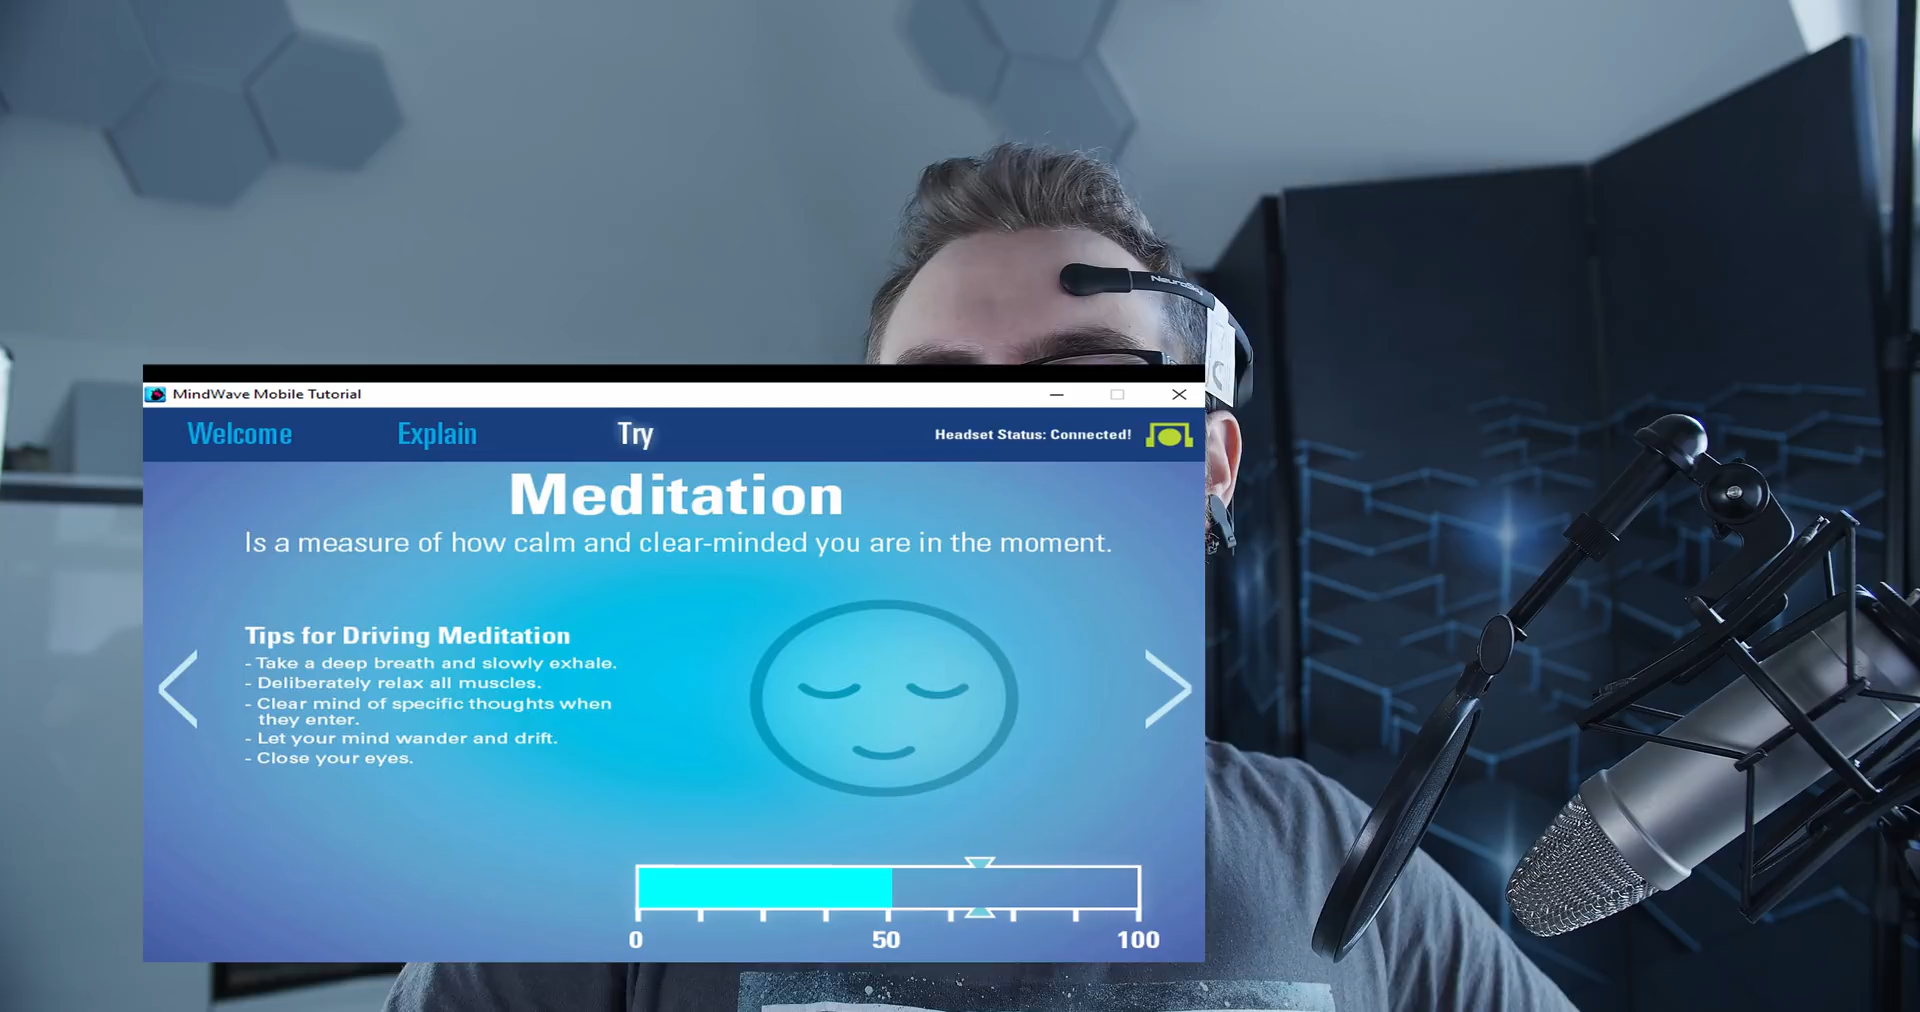 NeuroSky
MindWave Mobile Tutorial
Welcome Explain Try Headset Status: Connected!
Meditation
Is a measure of how calm and clear-minded you are in the moment.
Tips for Driving Meditation
- Take a deep breath and slowly exhale.
- Deliberately relax all muscles.
- Clear mind of specific thoughts when
they enter.
- Let your mind wander and drift.
- Close your eyes.
0 50 100